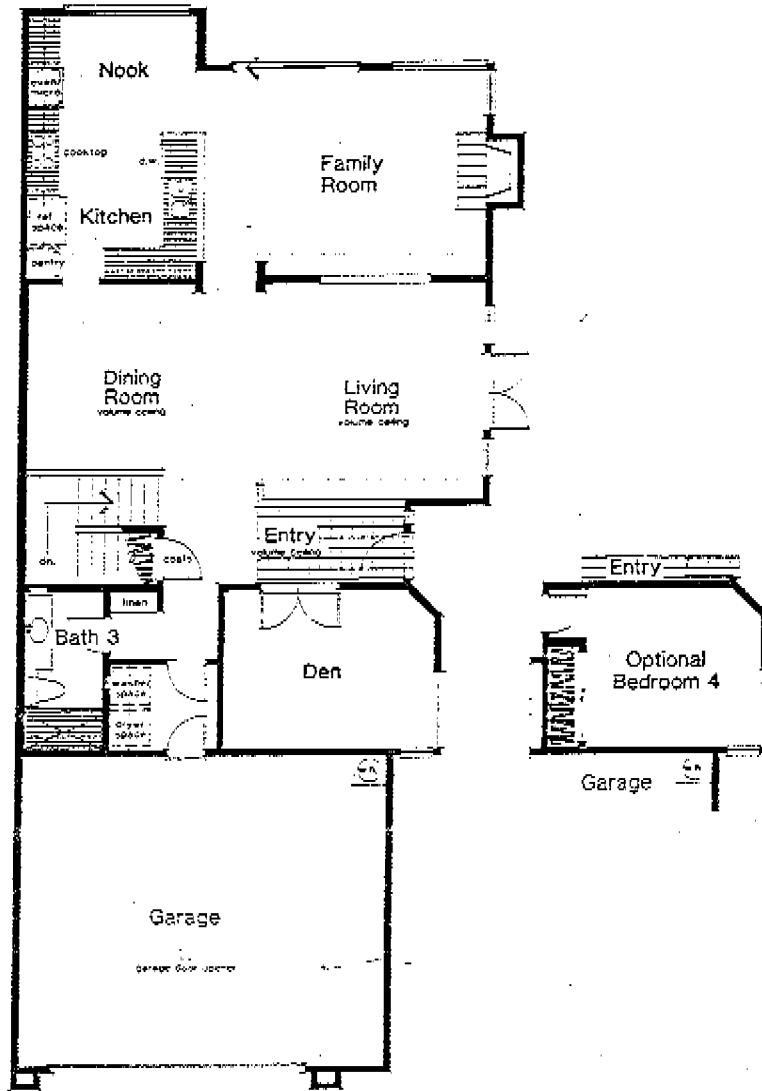 Nook
cooktop
d.w.
Family
Room
Kitchen
ref.
space
pantry
Dining
Room
volume ceiling
Living
Room
volume ceiling
Entry
volume ceiling
coats
dn.
Entry
linen
Bath 3
Den
Optional
Bedroom 4
washer
space
dryer
space
Garage
Garage
garage door opener